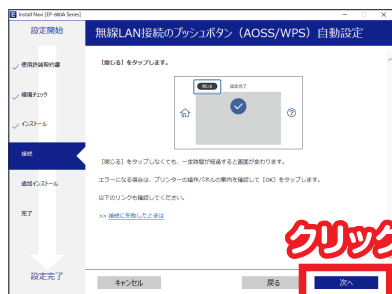 Install Navi [EP-880A Series]
設定開始
無線LAN接続のプッシュボタン（AOSS/WPS）自動設定
使用許諾契約書
環境チェック
インストール
接続
追加インストール
完了
設定完了
［閉じる］をタップします。
閉じる
設定完了
［閉じる］をタップしなくても、一定時間が経過すると画面が変わります。
エラーになる場合は、プリンターの操作パネルの案内を確認して［OK］をタップします。
以下のリンクも確認してください。
>> 接続に失敗したときは
クリック
キャンセル
戻る
次へ